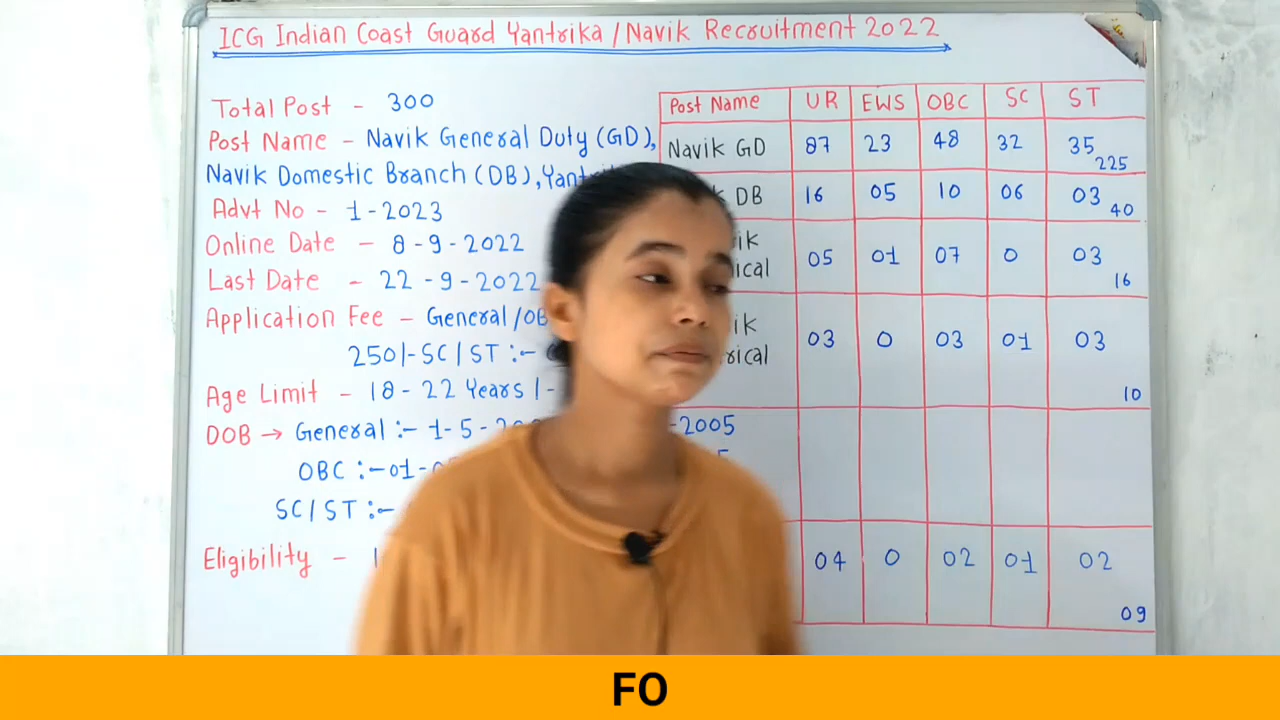 ICG Indian Coast Guard Yantrika / Navik Recruitment 2022
Total Post - 300
Post Name - Navik General Duty (GD),
Navik Domestic Branch (DB),
Advt No - 1-2023
Online Date - 8-9-2022
Last Date - 22-9-2022
Application Fee - General/
250/- SC/ST :-
Age Limit - 18-22 Years
DOB → General :- 1-5-
-2005
OBC :- 01-
SC/ST :-
Eligibility -
Post Name UR EWS OBC SC ST
Navik GD 87 23 48 32 35 225
DB 16 05 10 06 03 40
05 01 07 0 03 16
03 0 03 01 03 10
04 0 02 01 02 09
FO